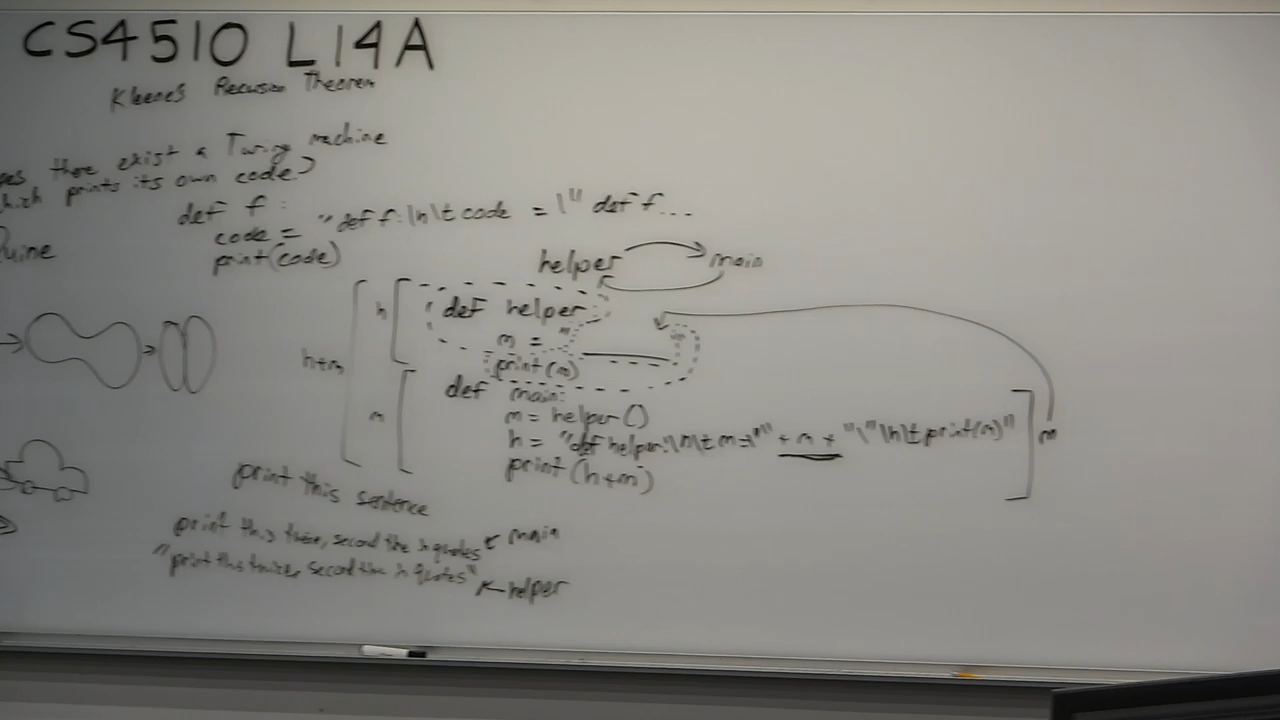 CS4510 L14A
Kleene's Recursion Theorem
there exist a Turing machine
prints its own code?
def f:
code = "def f:\n\t code = \" def f...
print(code)
helper main
h def helper
m = "
h+m print(m)
def main:
m m = helper()
h = "def helper:\n\t m=\"" + m + "\"\n\t print(m)" m
print(h+m)
print this sentence
print this twice, second time in quotes ← main
"print this twice, second time in quotes" ← helper